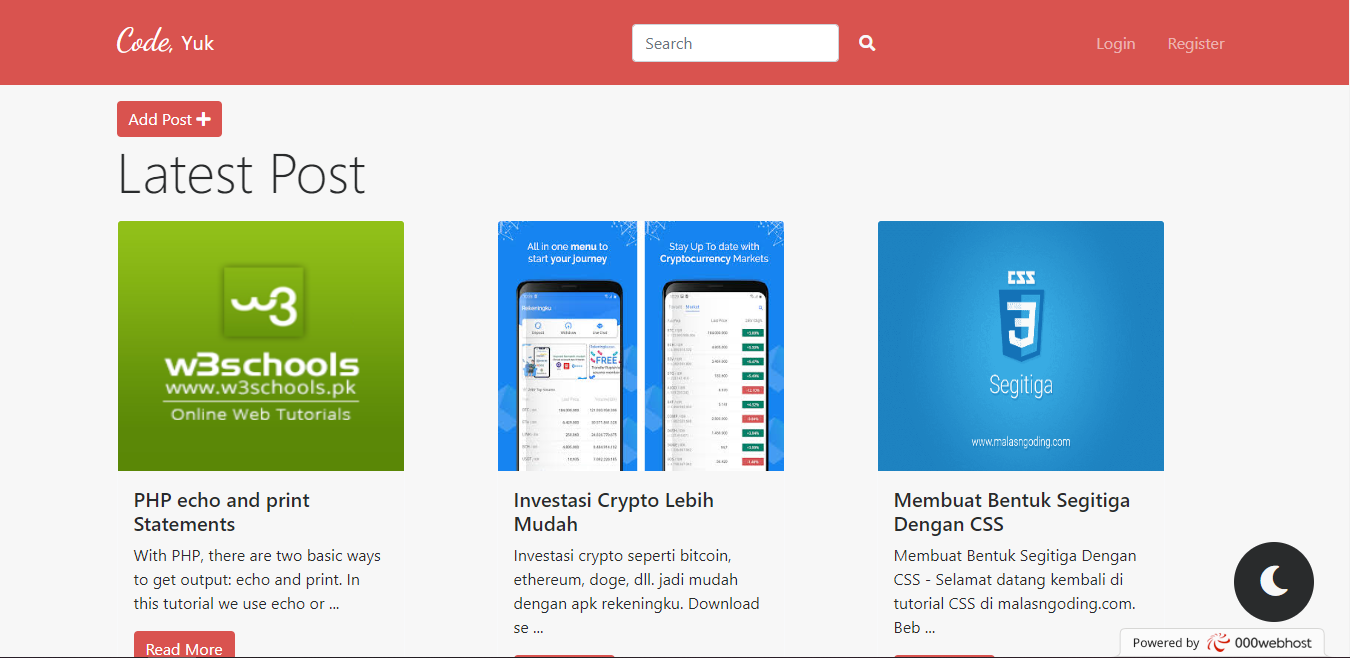 Code, Yuk
Search
Login
Register
Add Post
Latest Post
w3
w3schools
www.w3schools.pk
Online Web Tutorials
PHP echo and print
Statements
With PHP, there are two basic ways
to get output: echo and print. In
this tutorial we use echo or ...
Read More
All in one menu to
start your journey
Rekeningku
FREE
Stay Up To date with
Cryptocurrency Markets
Market
Investasi Crypto Lebih
Mudah
Investasi crypto seperti bitcoin,
ethereum, doge, dll. jadi mudah
dengan apk rekeningku. Download
se ...
CSS
3
Segitiga
www.malasngoding.com
Membuat Bentuk Segitiga
Dengan CSS
Membuat Bentuk Segitiga Dengan
CSS - Selamat datang kembali di
tutorial CSS di malasngoding.com.
Beb ...
Powered by 000webhost